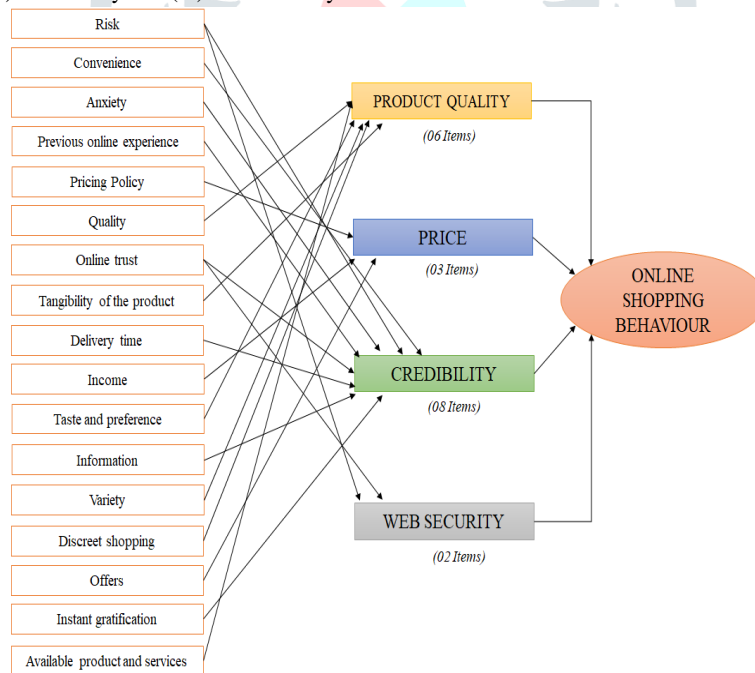 Risk
Convenience
Anxiety
Previous online experience
Pricing Policy
Quality
Online trust
Tangibility of the product
Delivery time
Income
Taste and preference
Information
Variety
Discreet shopping
Offers
Instant gratification
Available product and services
PRODUCT QUALITY
(06 Items)
PRICE
(03 Items)
CREDIBILITY
(08 Items)
WEB SECURITY
(02 Items)
ONLINE
SHOPPING
BEHAVIOUR